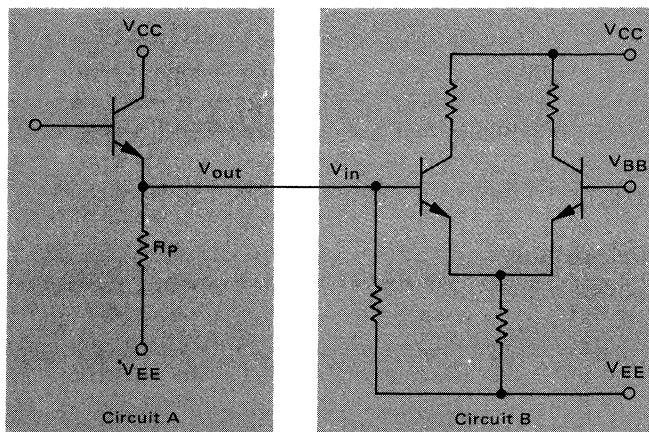 VCC
Vout
RP
VEE
Circuit A
VCC
Vin
VBB
VEE
Circuit B